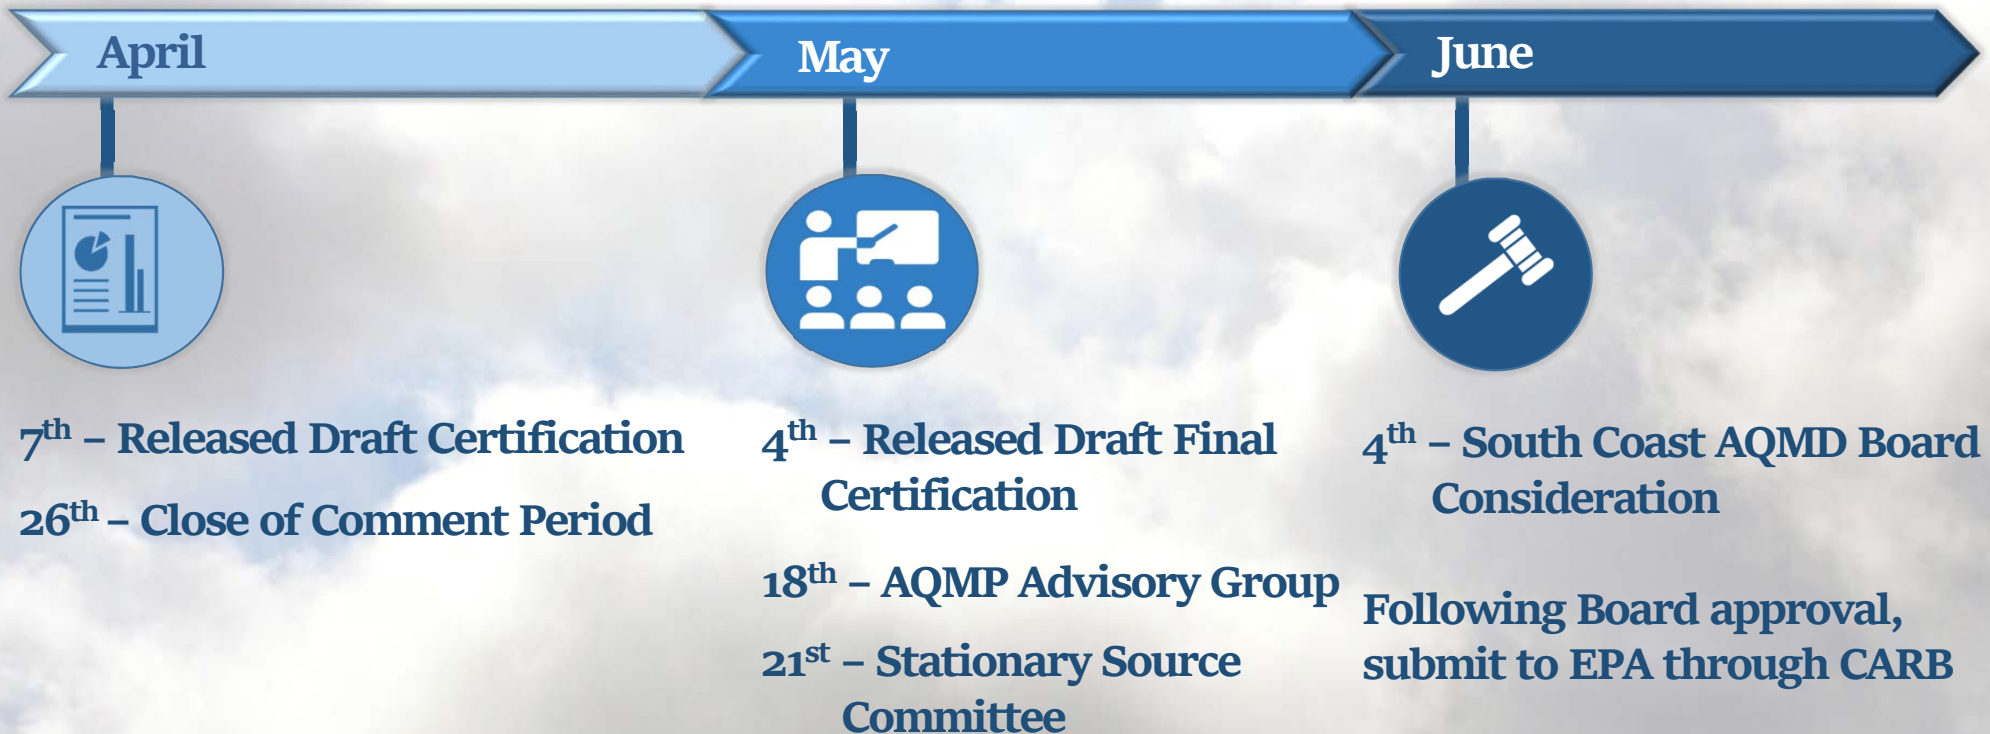 April
May
June
7th – Released Draft Certification
26th – Close of Comment Period
4th – Released Draft Final
Certification
18th – AQMP Advisory Group
21st – Stationary Source
Committee
4th – South Coast AQMD Board
Consideration
Following Board approval,
submit to EPA through CARB